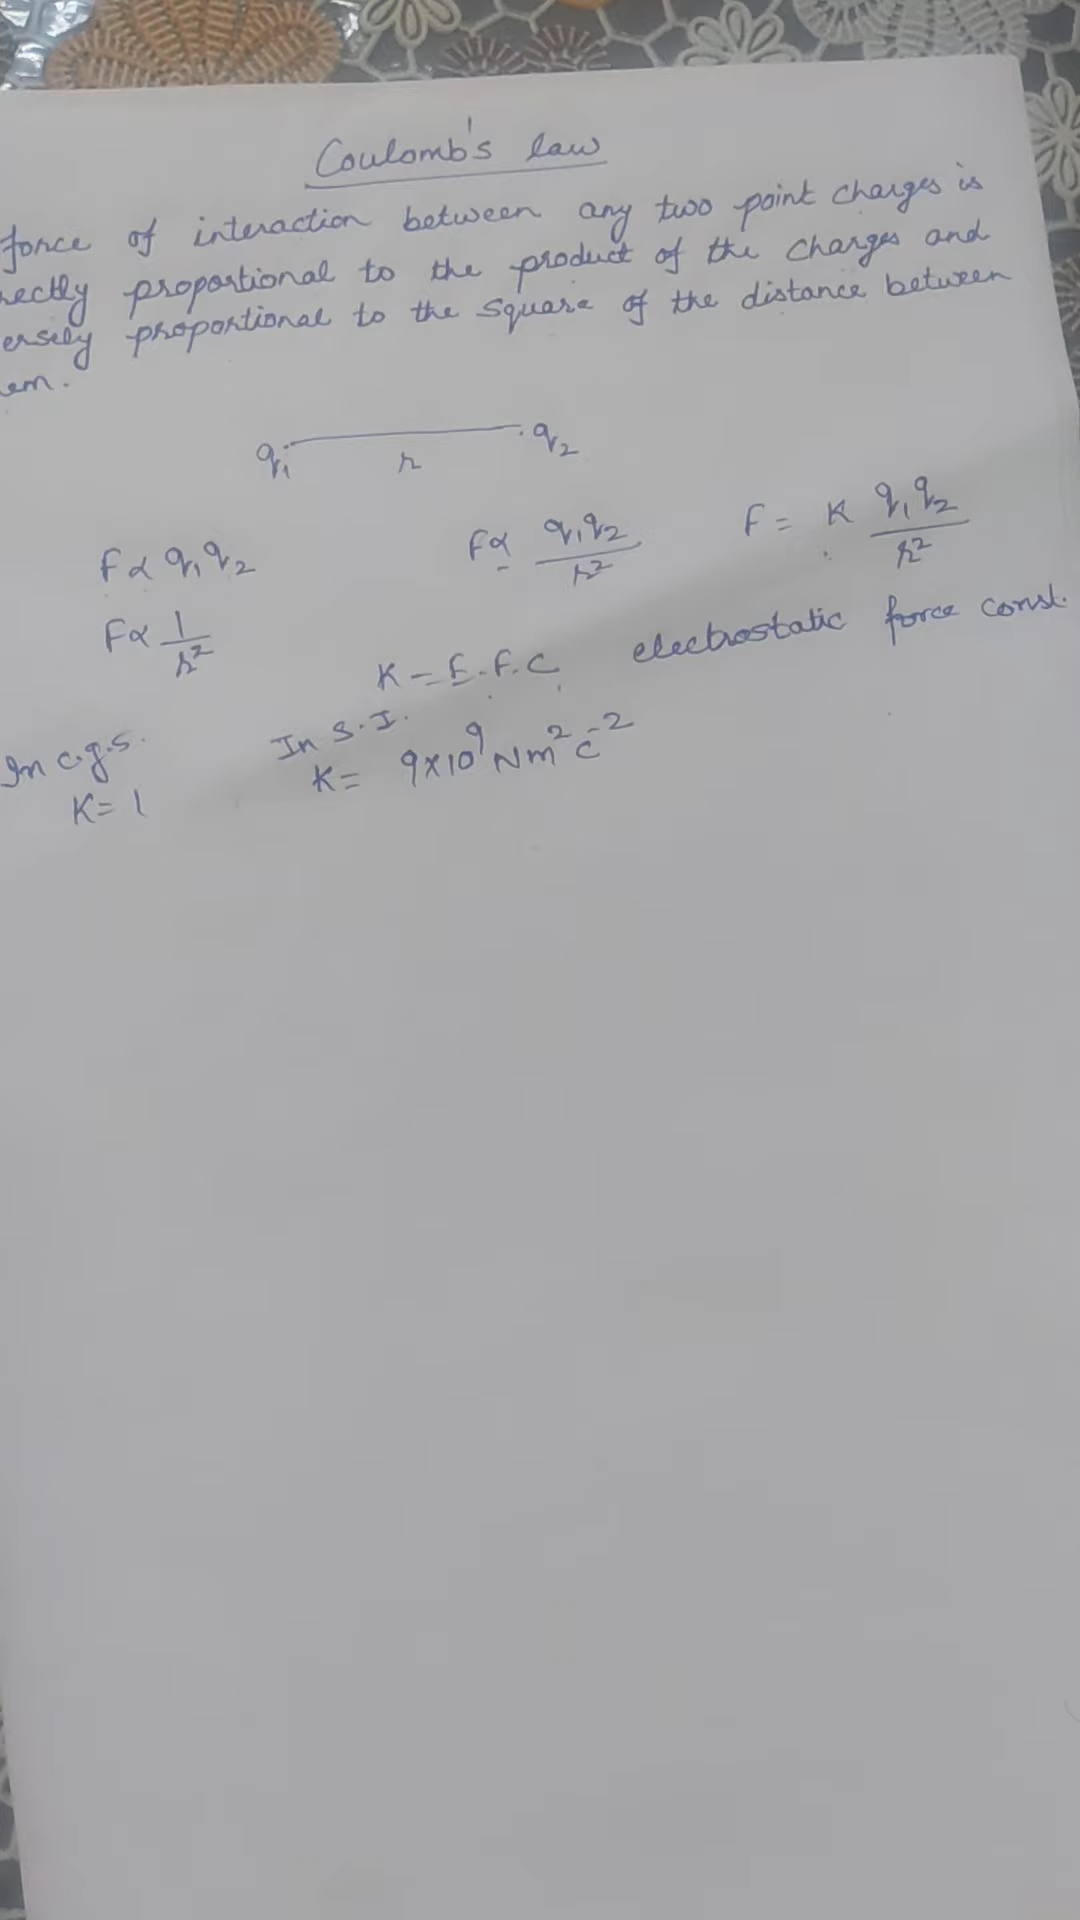 Coulomb's law
force of interaction between any two point charges is
rectly proportional to the product of the charges and
ersely proportional to the square of the distance between
em.
q₁ r q₂
F ∝ q₁q₂
F ∝ q₁q₂/r²
F = K q₁q₂/r²
F ∝ 1/r²
K = E.F.C electrostatic force const.
In c.g.s.
K = 1
In S.I.
K = 9×10⁹ Nm²C⁻²